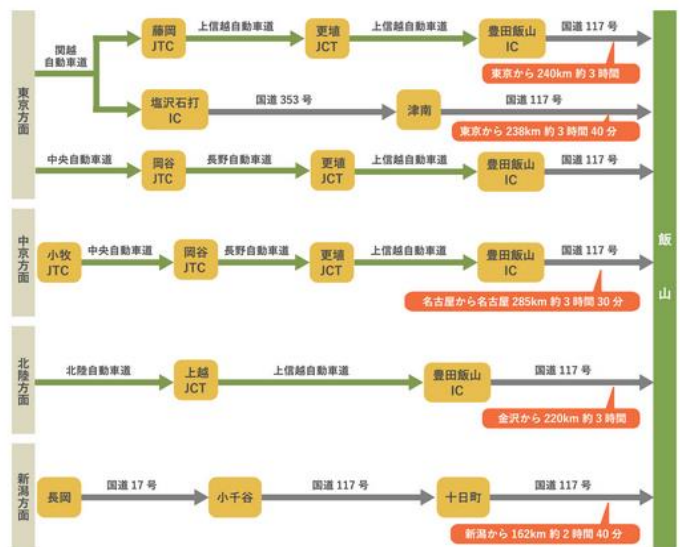 東京方面
関越
自動車道
藤岡
JTC
上信越自動車道
更埴
JCT
上信越自動車道
豊田飯山
IC
国道 117 号
東京から 240km 約 3 時間
塩沢石打
IC
国道 353 号
津南
国道 117 号
東京から 238km 約 3 時間 40 分
中央自動車道
岡谷
JTC
長野自動車道
更埴
JCT
上信越自動車道
豊田飯山
IC
国道 117 号
中京方面
小牧
JTC
中央自動車道
岡谷
JTC
長野自動車道
更埴
JCT
上信越自動車道
豊田飯山
IC
国道 117 号
名古屋から名古屋 285km 約 3 時間 30 分
北陸方面
北陸自動車道
上越
JCT
上信越自動車道
豊田飯山
IC
国道 117 号
金沢から 220km 約 3 時間
新潟方面
長岡
国道 17 号
小千谷
国道 117 号
十日町
国道 117 号
新潟から 162km 約 2 時間 40 分
飯山